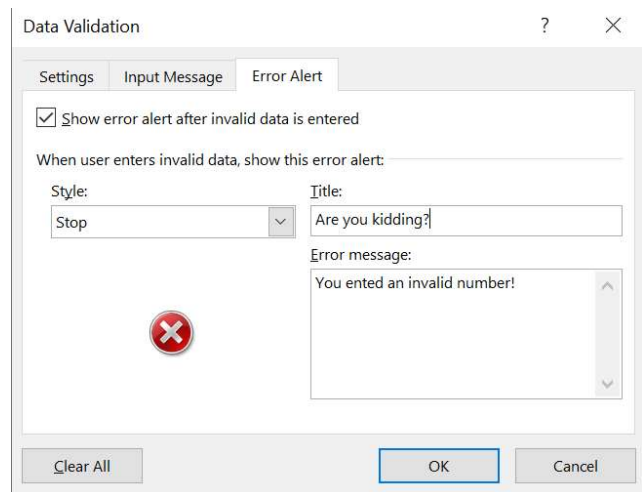 Data Validation ?
Settings Input Message Error Alert
Show error alert after invalid data is entered
When user enters invalid data, show this error alert:
Style: Title:
Stop Are you kidding?
Error message:
You ented an invalid number!
Clear All OK Cancel